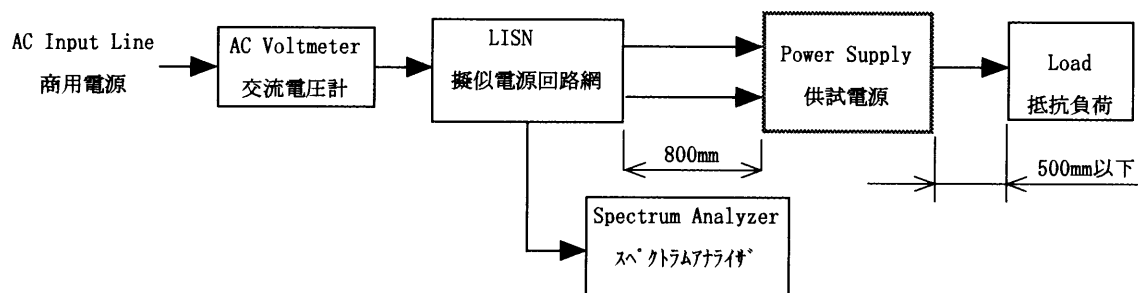 AC Input Line
商用電源
AC Voltmeter
交流電圧計
LISN
擬似電源回路網
Power Supply
供試電源
Load
抵抗負荷
800mm
500mm以下
Spectrum Analyzer
スペクトラムアナライザ